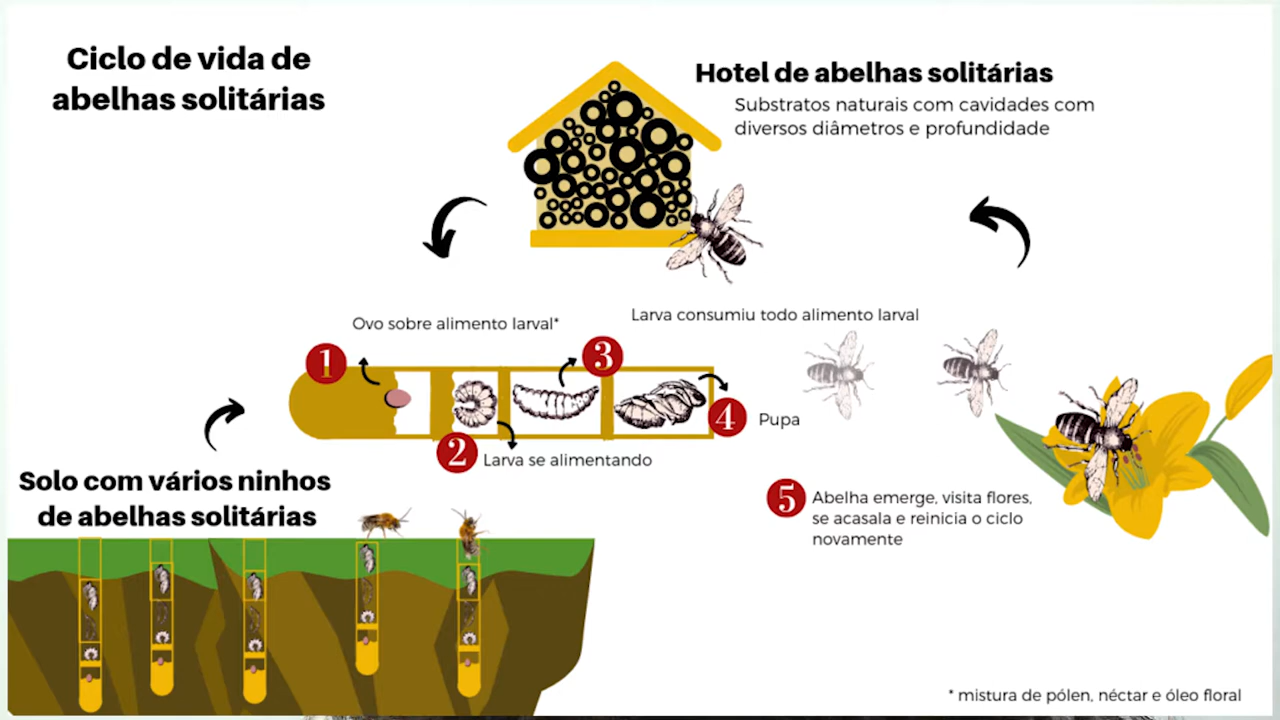 Ciclo de vida de
abelhas solitárias
Hotel de abelhas solitárias
Substratos naturais com cavidades com
diversos diâmetros e profundidade
Ovo sobre alimento larval*
Larva consumiu todo alimento larval
1
3
4
Pupa
2
Larva se alimentando
Solo com vários ninhos
de abelhas solitárias
5
Abelha emerge, visita flores,
se acasala e reinicia o ciclo
novamente
* mistura de pólen, néctar e óleo floral